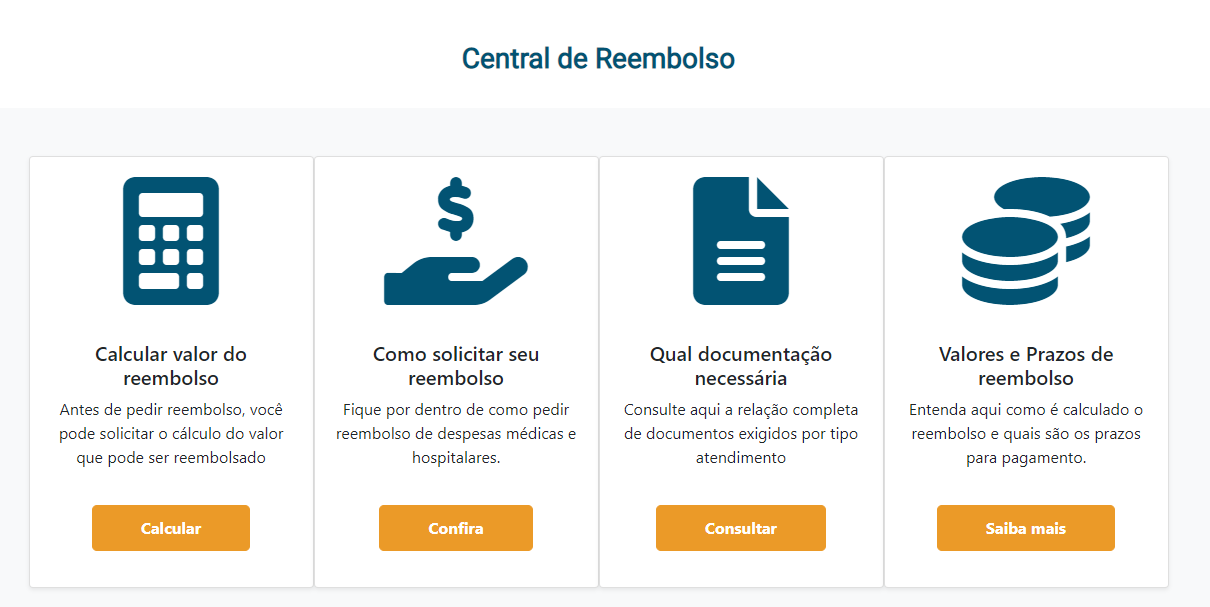 Central de Reembolso
Calcular valor do
reembolso
Antes de pedir reembolso, você
pode solicitar o cálculo do valor
que pode ser reembolsado
Calcular
Como solicitar seu
reembolso
Fique por dentro de como pedir
reembolso de despesas médicas e
hospitalares.
Confira
Qual documentação
necessária
Consulte aqui a relação completa
de documentos exigidos por tipo
atendimento
Consultar
Valores e Prazos de
reembolso
Entenda aqui como é calculado o
reembolso e quais são os prazos
para pagamento.
Saiba mais